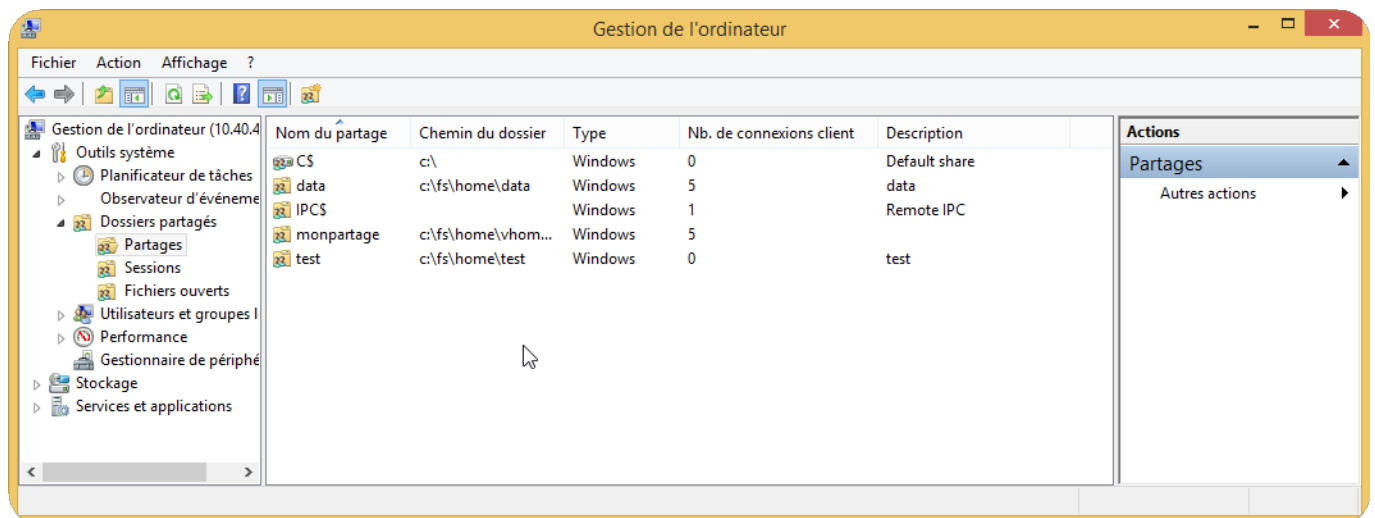 Gestion de l'ordinateur
Fichier Action Affichage ?
Gestion de l'ordinateur (10.40.4
Outils système
Planificateur de tâches
Observateur d'événeme
Dossiers partagés
Partages
Sessions
Fichiers ouverts
Utilisateurs et groupes l
Performance
Gestionnaire de périphé
Stockage
Services et applications
Nom du partage Chemin du dossier Type Nb. de connexions client Description
C$ c:\ Windows 0 Default share
data c:\fs\home\data Windows 5 data
IPC$ Windows 1 Remote IPC
monpartage c:\fs\home\vhom... Windows 5
test c:\fs\home\test Windows 0 test
Actions
Partages
Autres actions